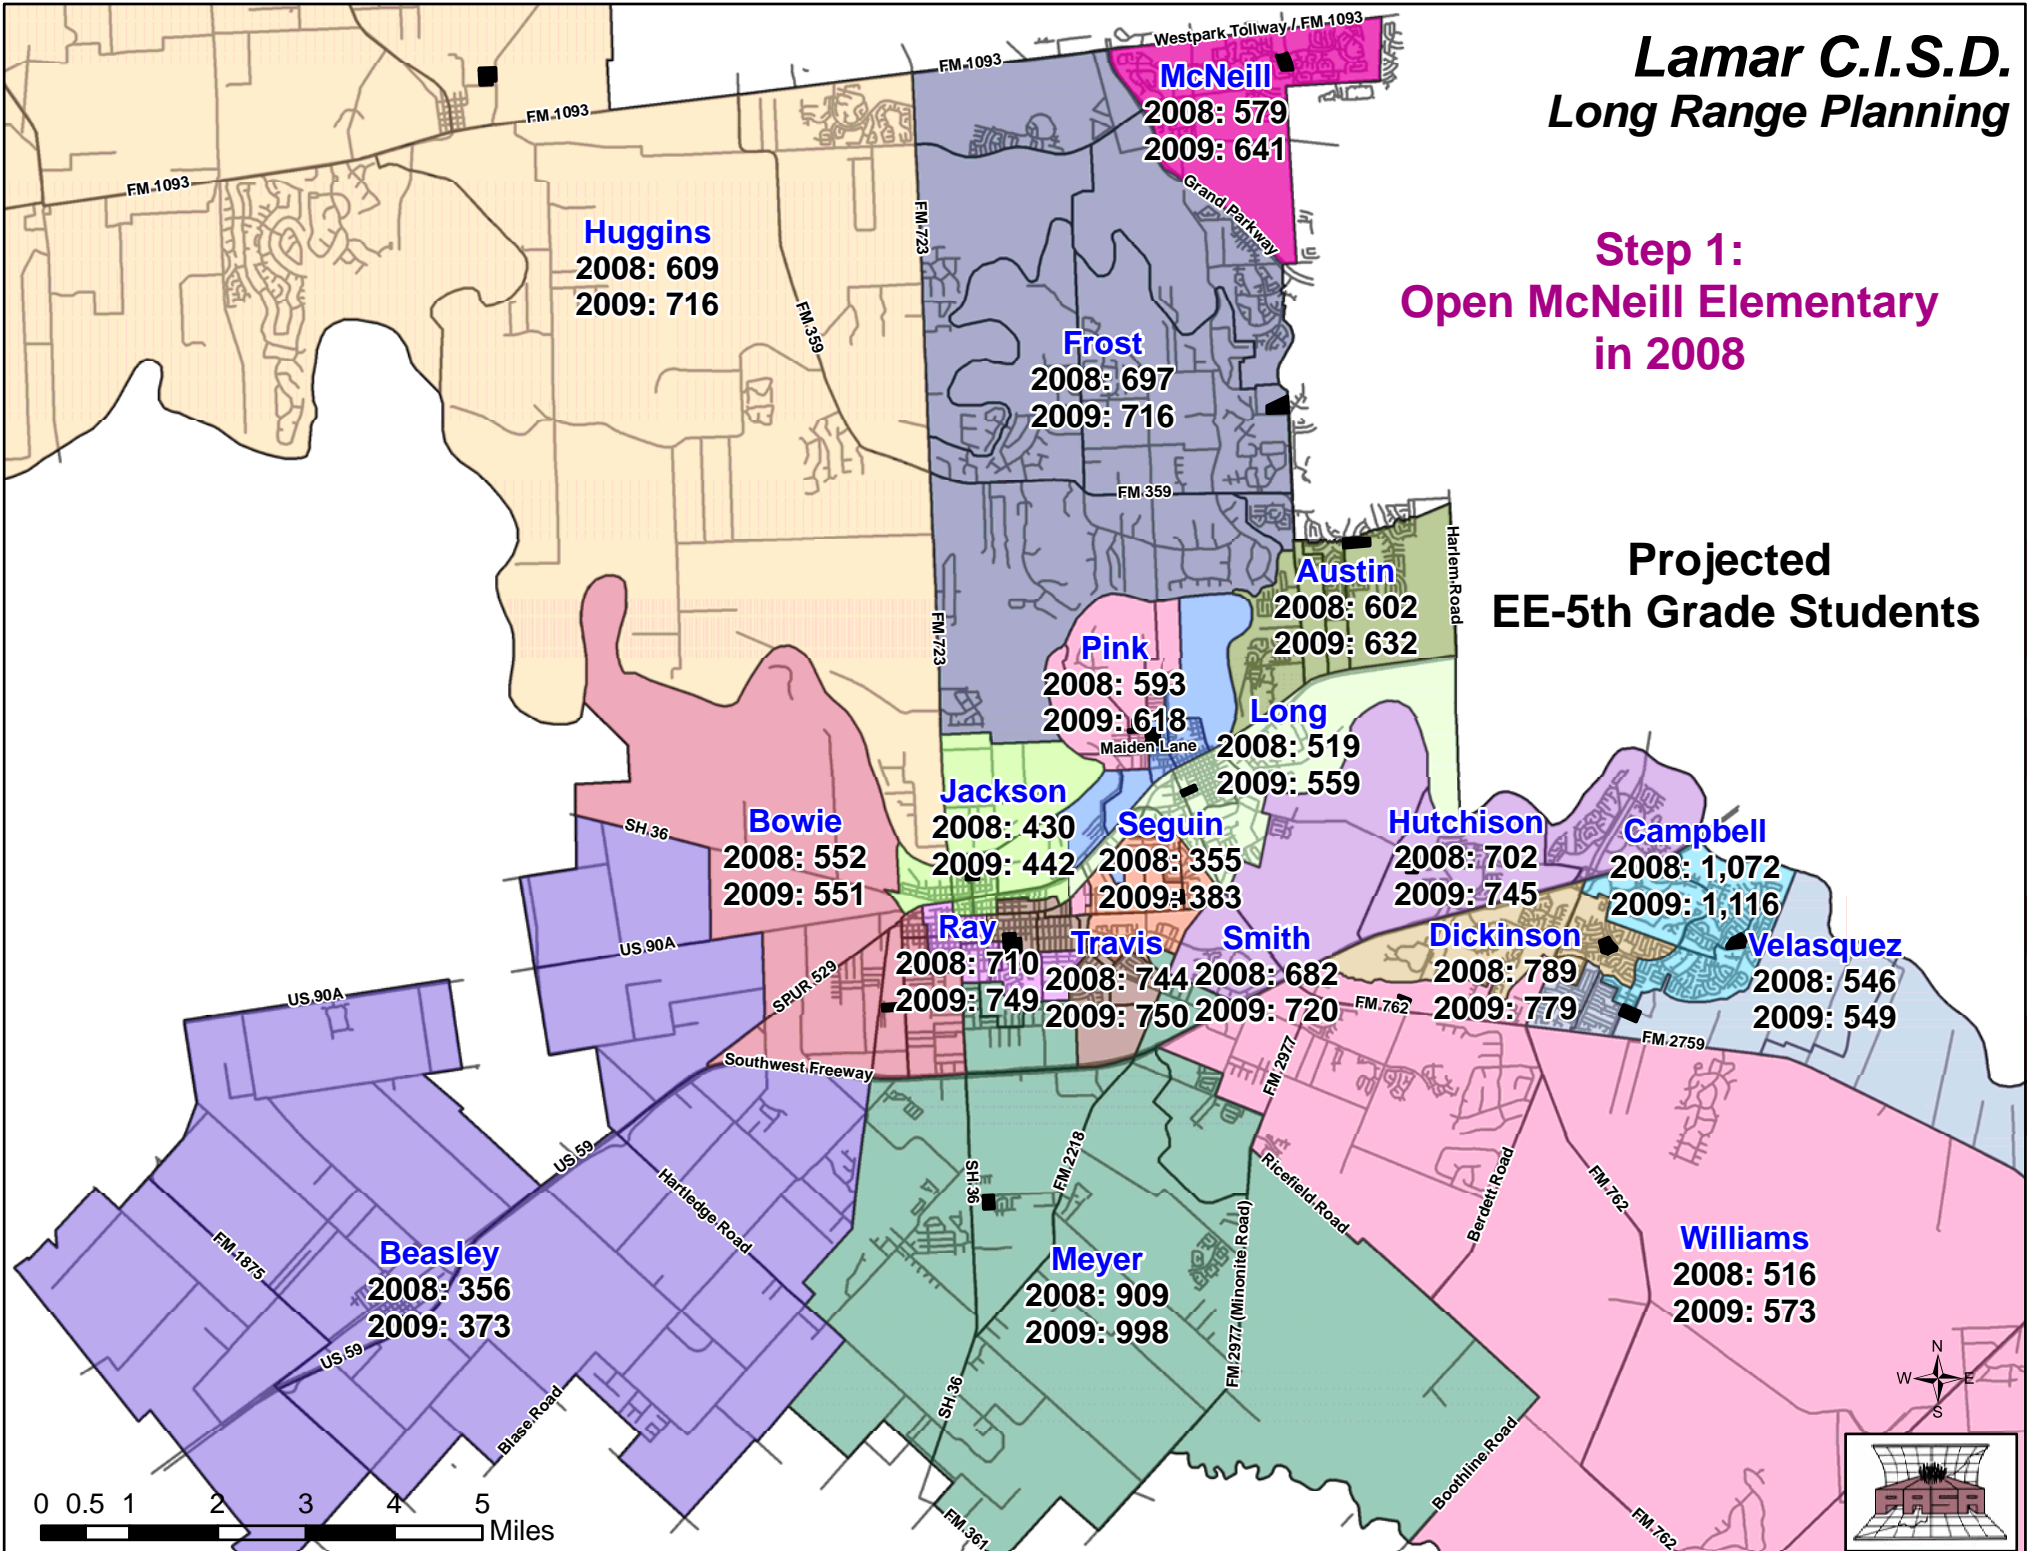 Lamar C.I.S.D.
Long Range Planning
Step 1:
Open McNeill Elementary
in 2008
Projected
EE-5th Grade Students
Westpark Tollway / FM 1093
FM 1093
FM 1093
FM 1093
McNeill
2008: 579
2009: 641
Grand Parkway
Huggins
2008: 609
2009: 716
FM 723
FM 359
Frost
2008: 697
2009: 716
FM 359
Harlem Road
Austin
2008: 602
2009: 632
FM 723
Pink
2008: 593
2009: 618
Maiden Lane
Long
2008: 519
2009: 559
Jackson
2008: 430
2009: 442
Bowie
2008: 552
2009: 551
SH 36
Seguin
2008: 355
2009: 383
Hutchison
2008: 702
2009: 745
Campbell
2008: 1,072
2009: 1,116
US 90A
US 90A
SPUR 529
Ray
2008: 710
2009: 749
Travis
2008: 744
2009: 750
Smith
2008: 682
2009: 720
Dickinson
2008: 789
2009: 779
Velasquez
2008: 546
2009: 549
FM 762
FM 2759
Southwest Freeway
FM 2977
US 59
Hartledge Road
SH 36
FM 2218
Ricefield Road
Berdett Road
FM 762
FM 1875
Beasley
2008: 356
2009: 373
US 59
Meyer
2008: 909
2009: 998
FM 2977 (Minonite Road)
Williams
2008: 516
2009: 573
Blase Road
SH 36
Boothline Road
FM 361
FM 762
N
W E
S
PASA
0 0.5 1 2 3 4 5
Miles